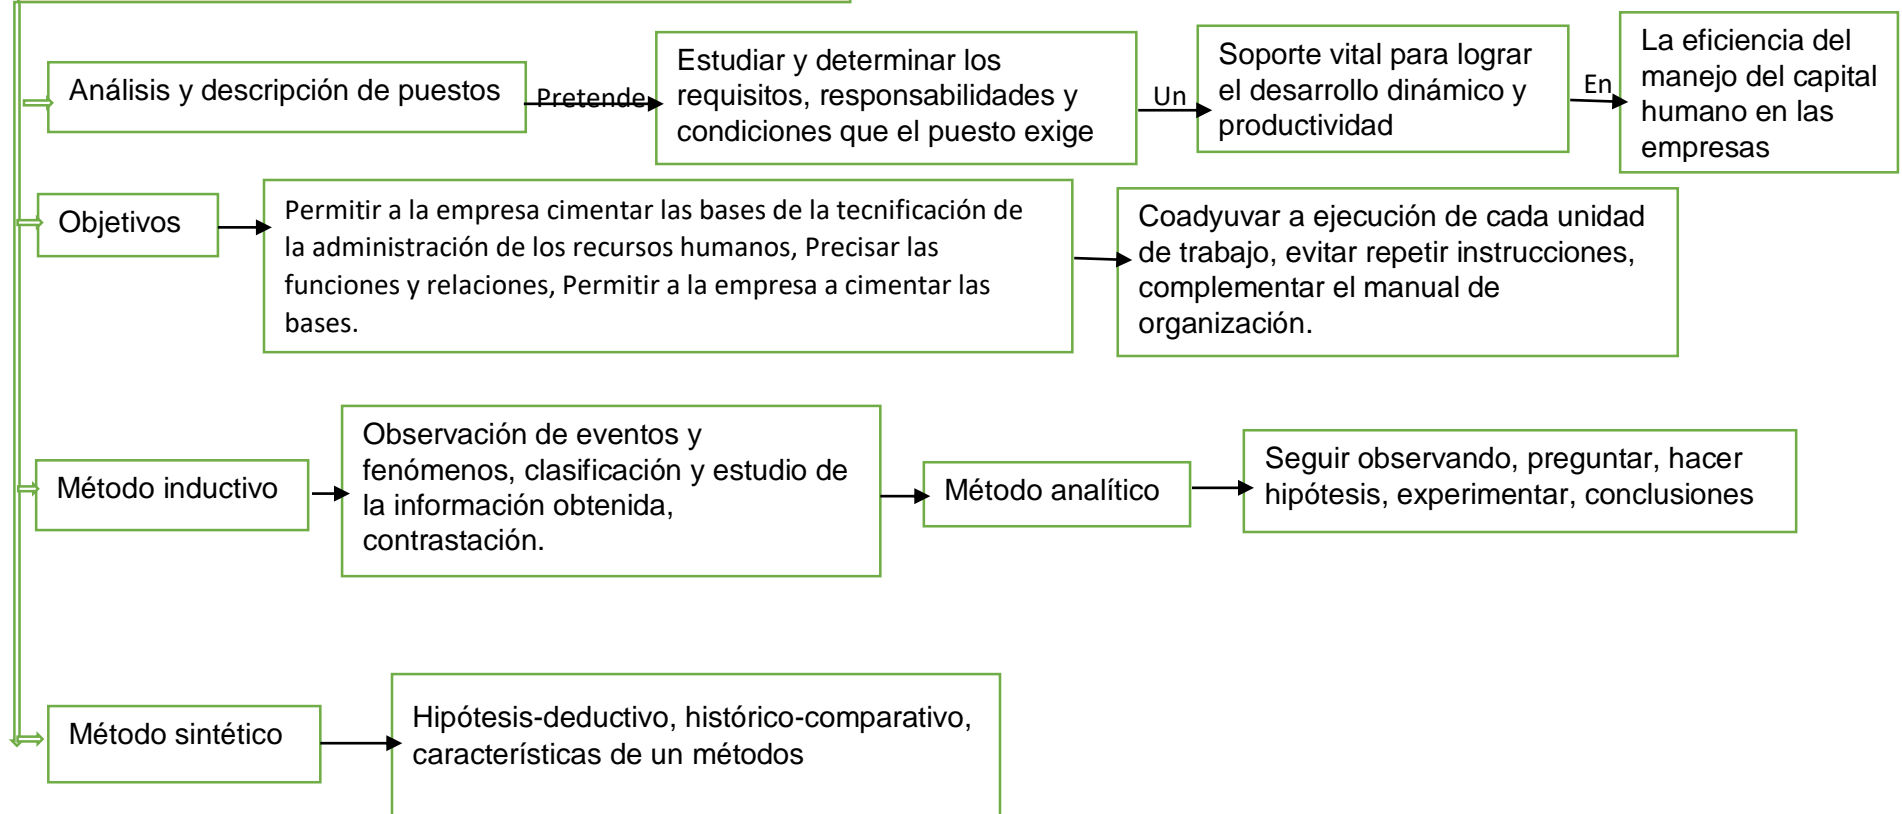 Análisis y descripción de puestos
Pretende
Estudiar y determinar los
requisitos, responsabilidades y
condiciones que el puesto exige
Un
Soporte vital para lograr
el desarrollo dinámico y
productividad
En
La eficiencia del
manejo del capital
humano en las
empresas
Objetivos
Permitir a la empresa cimentar las bases de la tecnificación de
la administración de los recursos humanos, Precisar las
funciones y relaciones, Permitir a la empresa a cimentar las
bases.
Coadyuvar a ejecución de cada unidad
de trabajo, evitar repetir instrucciones,
complementar el manual de
organización.
Método inductivo
Observación de eventos y
fenómenos, clasificación y estudio de
la información obtenida,
contrastación.
Método analítico
Seguir observando, preguntar, hacer
hipótesis, experimentar, conclusiones
Método sintético
Hipótesis-deductivo, histórico-comparativo,
características de un métodos